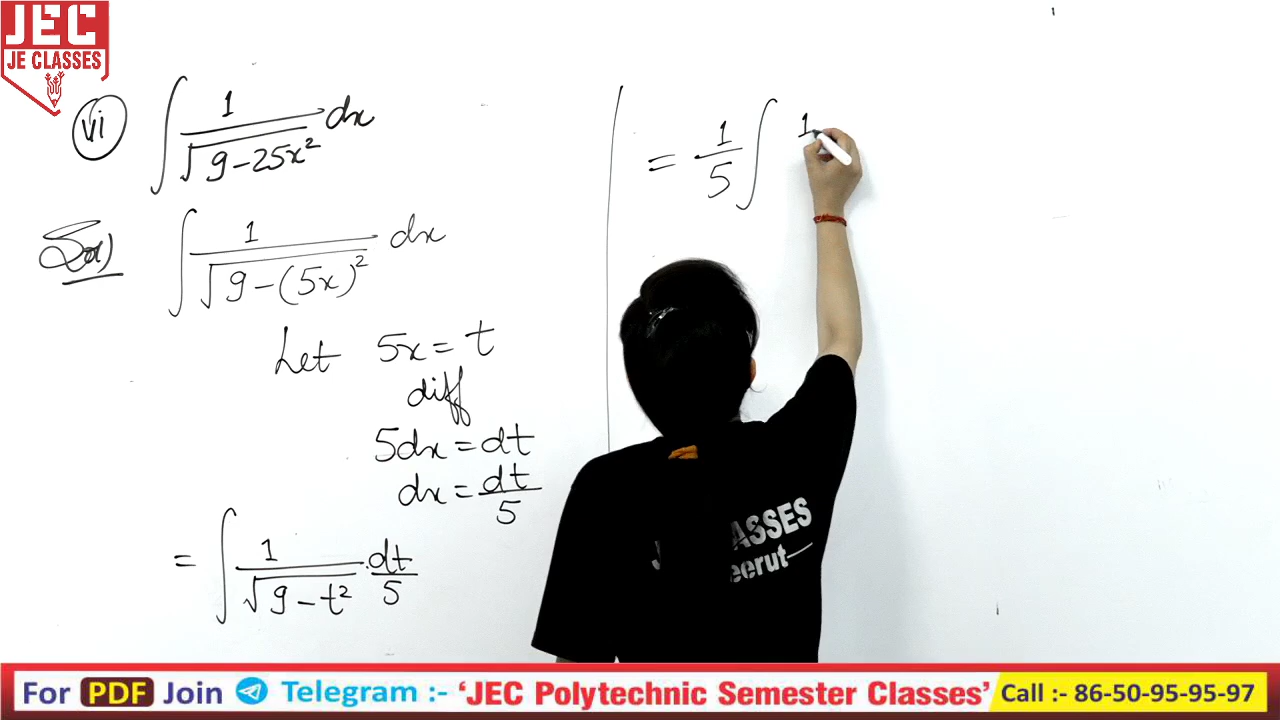 JEC
JE CLASSES
(vi) ∫ 1/√(9-25x²) dx
Sol)
∫ 1/√(9-(5x)²) dx
Let 5x = t
diff
5dx = dt
dx = dt/5
= ∫ 1/√(9-t²) . dt/5
= 1/5 ∫ 1
ASSES
eerut
For PDF Join Telegram :- ‘JEC Polytechnic Semester Classes’ Call :- 86-50-95-95-97